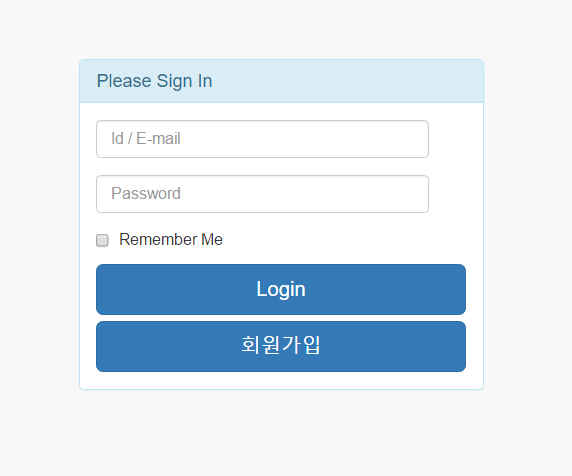 Please Sign In
Id / E-mail
Password
Remember Me
Login
회원가입